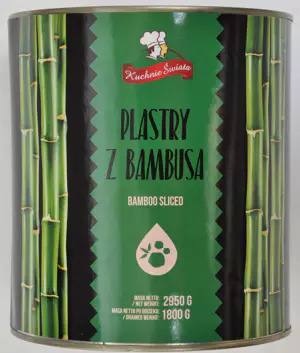 Kuchnie Świata
PLASTRY
Z BAMBUSA
BAMBOO SLICED
MASA NETTO:
/ NET WEIGHT: 2950 G
MASA NETTO PO ODCIEKU:
/ DRAINED WEIGHT: 1800 G